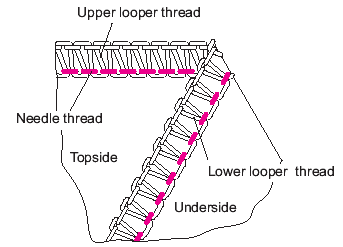 Upper looper thread
Needle thread
Topside
Lower looper thread
Underside